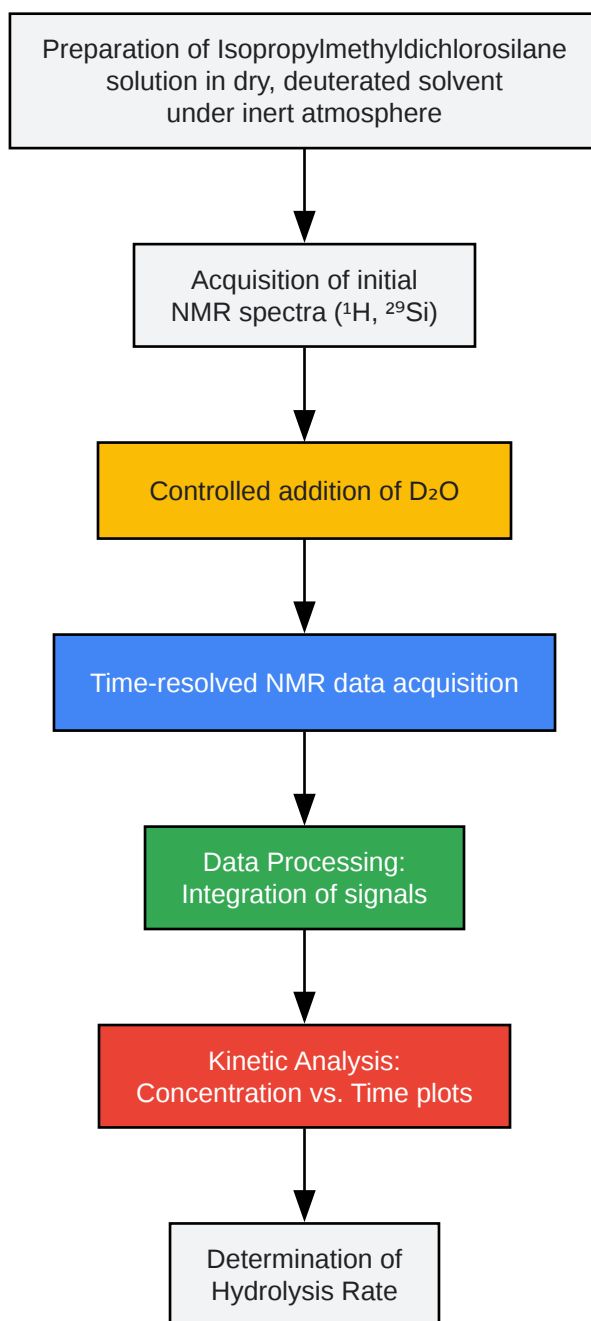 Preparation of Isopropylmethyldichlorosilane
solution in dry, deuterated solvent
under inert atmosphere
Acquisition of initial
NMR spectra (¹H, ²⁹Si)
Controlled addition of D₂O
Time-resolved NMR data acquisition
Data Processing:
Integration of signals
Kinetic Analysis:
Concentration vs. Time plots
Determination of
Hydrolysis Rate